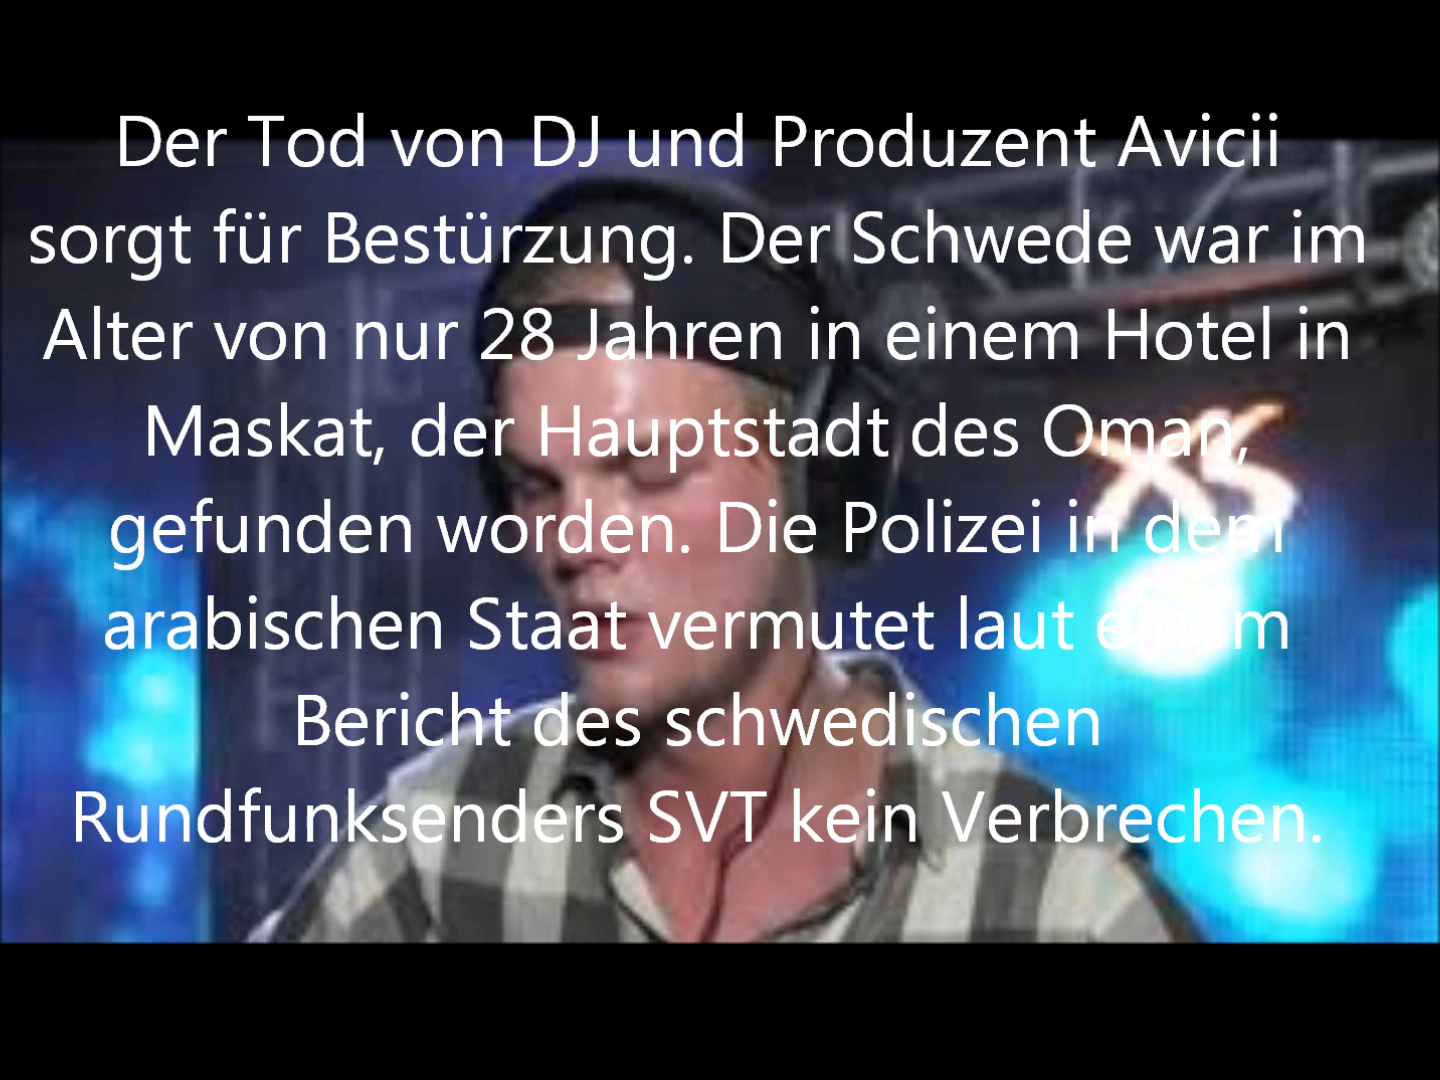 Der Tod von DJ und Produzent Avicii
sorgt für Bestürzung. Der Schwede war im
Alter von nur 28 Jahren in einem Hotel in
Maskat, der Hauptstadt des Oman,
XS
gefunden worden. Die Polizei in dem
arabischen Staat vermutet laut einem
Bericht des schwedischen
Rundfunksenders SVT kein Verbrechen.